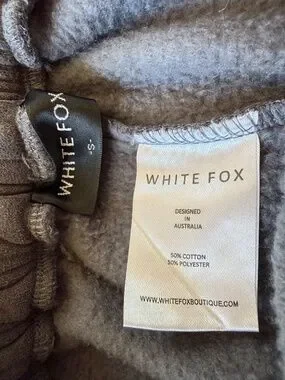 WHITE FOX
-S-
WHITE FOX
DESIGNED
IN
AUSTRALIA
50% COTTON
50% POLYESTER
WWW.WHITEFOXBOUTIQUE.COM